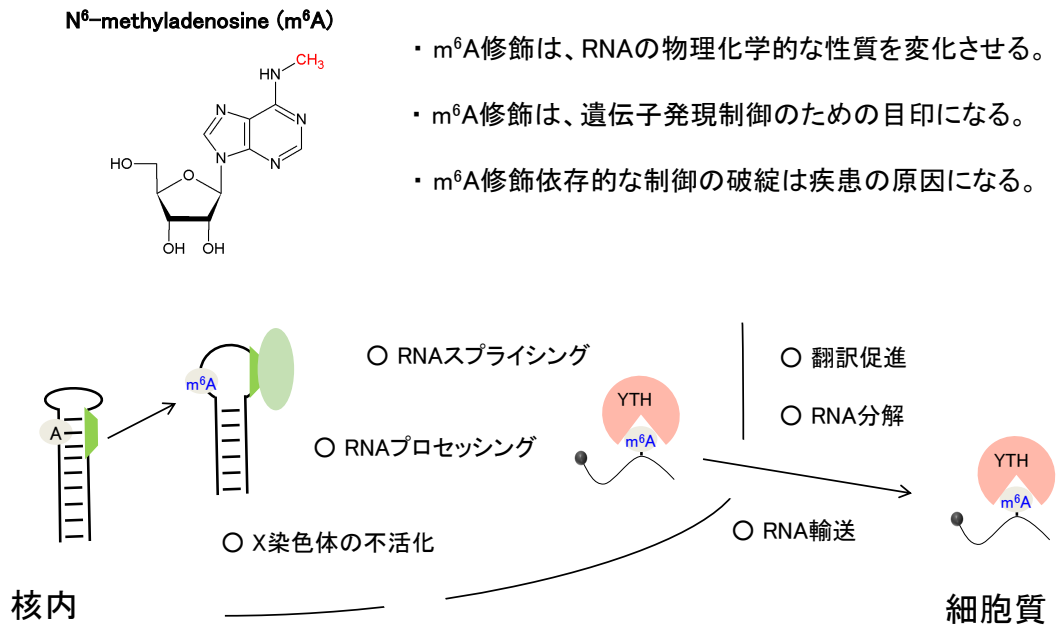 N⁶-methyladenosine (m⁶A)
・ m⁶A修飾は、RNAの物理化学的な性質を変化させる。
・ m⁶A修飾は、遺伝子発現制御のための目印になる。
・ m⁶A修飾依存的な制御の破綻は疾患の原因になる。
CH₃
HN
N
N
N
N
HO
O
OH
OH
A
m⁶A
○ RNAスプライシング
○ RNAプロセッシング
○ X染色体の不活化
YTH
m⁶A
○ 翻訳促進
○ RNA分解
○ RNA輸送
YTH
m⁶A
核内
細胞質